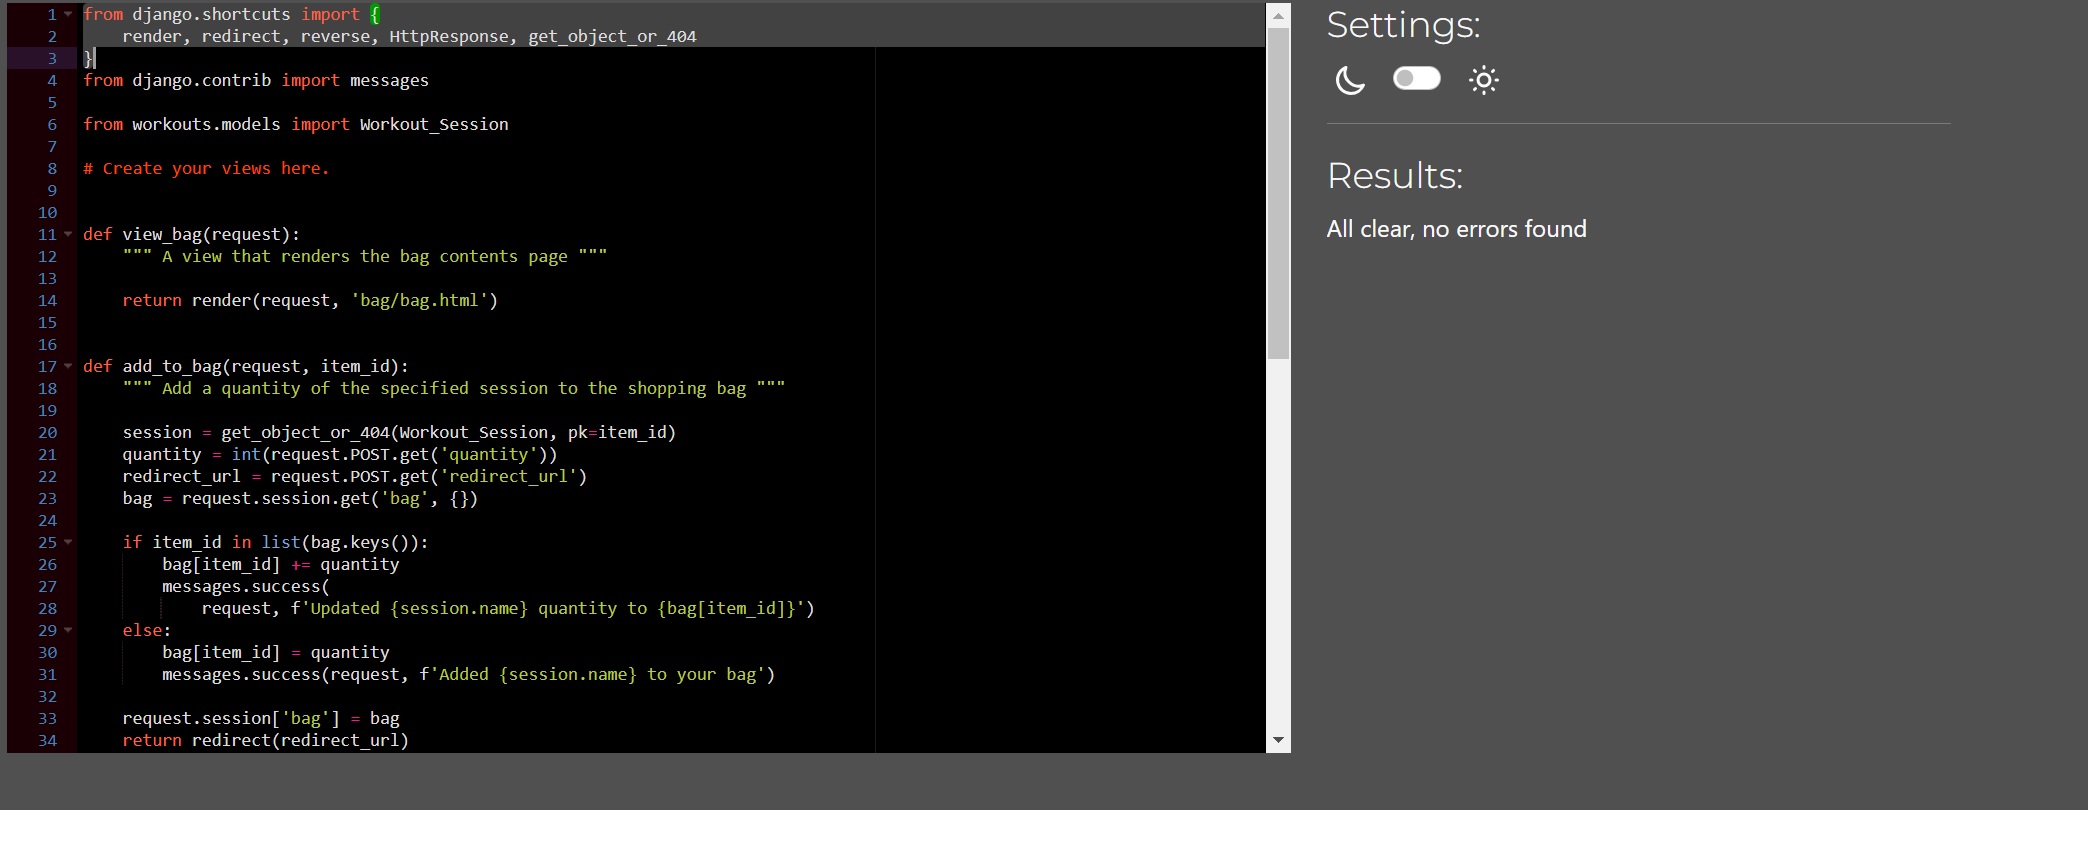 1 from django.shortcuts import {
2     render, redirect, reverse, HttpResponse, get_object_or_404
3 }
4 from django.contrib import messages
5
6 from workouts.models import Workout_Session
7
8 # Create your views here.
9
10
11 def view_bag(request):
12     """ A view that renders the bag contents page """
13
14     return render(request, 'bag/bag.html')
15
16
17 def add_to_bag(request, item_id):
18     """ Add a quantity of the specified session to the shopping bag """
19
20     session = get_object_or_404(Workout_Session, pk=item_id)
21     quantity = int(request.POST.get('quantity'))
22     redirect_url = request.POST.get('redirect_url')
23     bag = request.session.get('bag', {})
24
25     if item_id in list(bag.keys()):
26         bag[item_id] += quantity
27         messages.success(
28             request, f'Updated {session.name} quantity to {bag[item_id]}')
29     else:
30         bag[item_id] = quantity
31         messages.success(request, f'Added {session.name} to your bag')
32
33     request.session['bag'] = bag
34     return redirect(redirect_url)
Settings:
Results:
All clear, no errors found